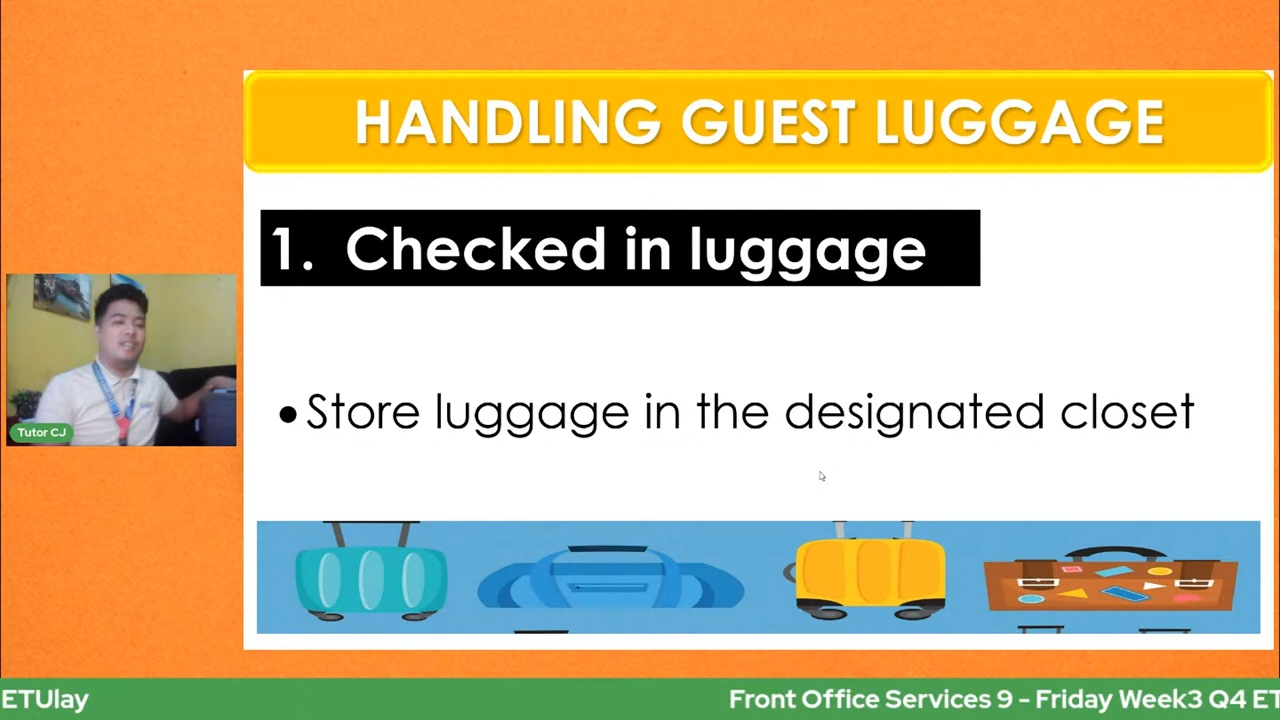 HANDLING GUEST LUGGAGE
1. Checked in luggage
•Store luggage in the designated closet
Tutor CJ
ETUlay
Front Office Services 9 - Friday Week3 Q4 ET